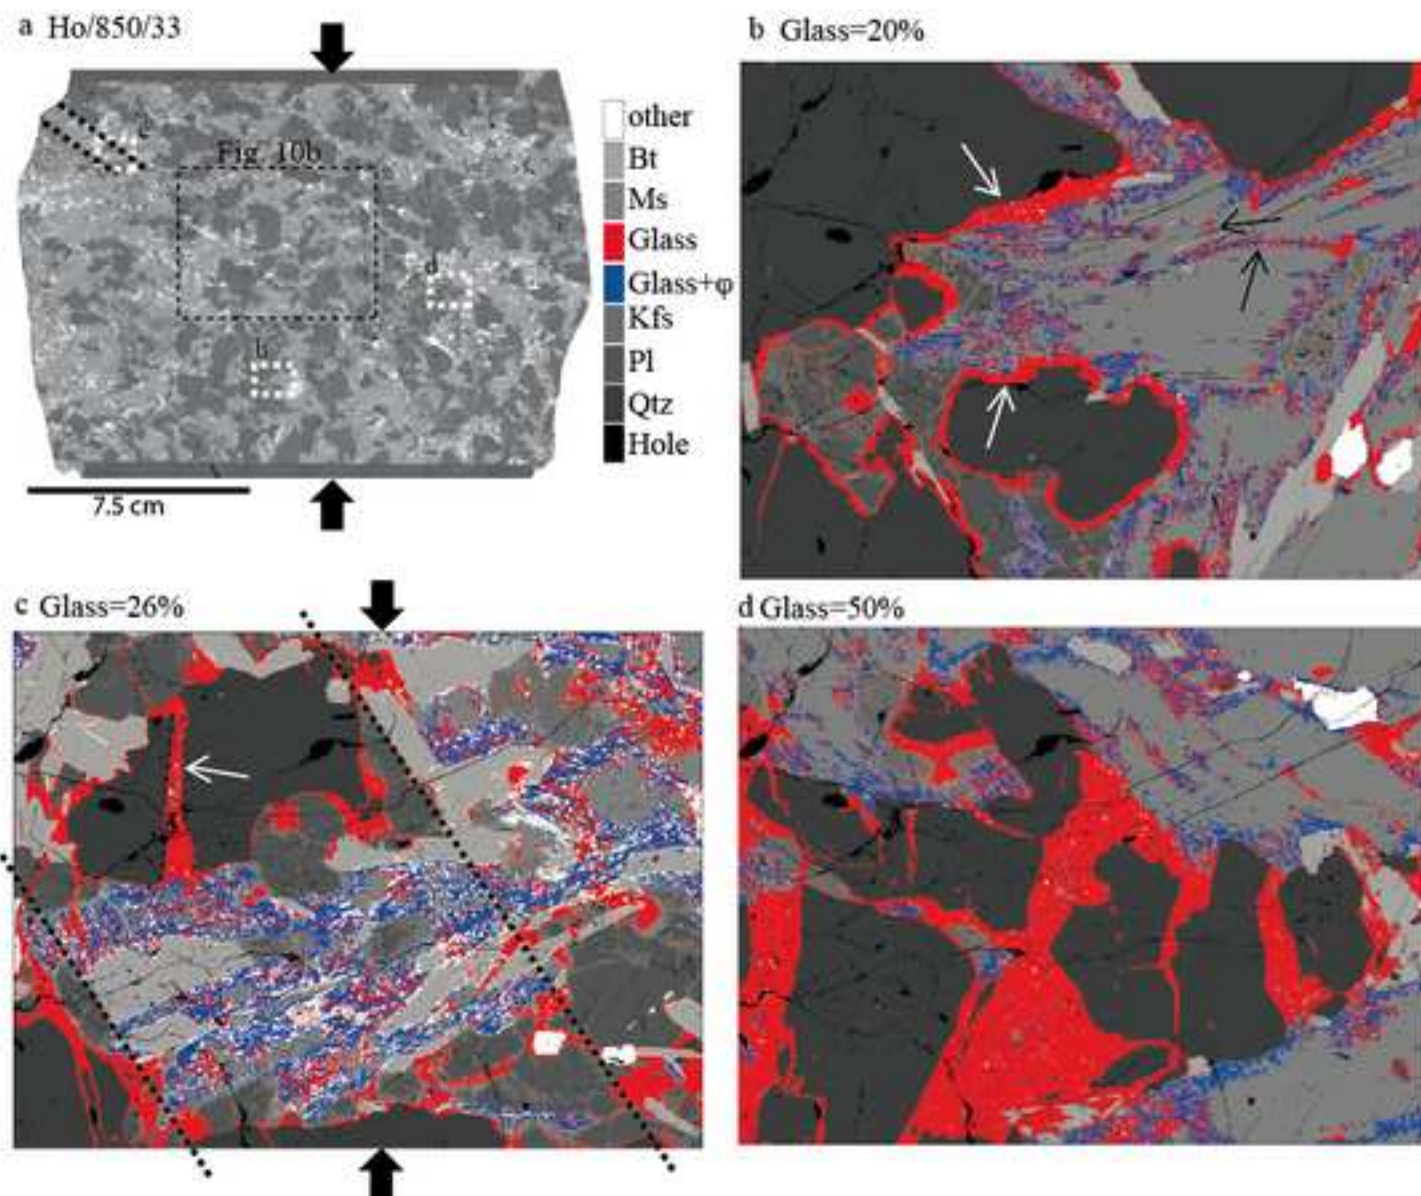 a Ho/850/33
b Glass=20%
c
Fig 10b
d
b
7.5 cm
other
Bt
Ms
Glass
Glass+φ
Kfs
Pl
Qtz
Hole
c Glass=26%
d Glass=50%